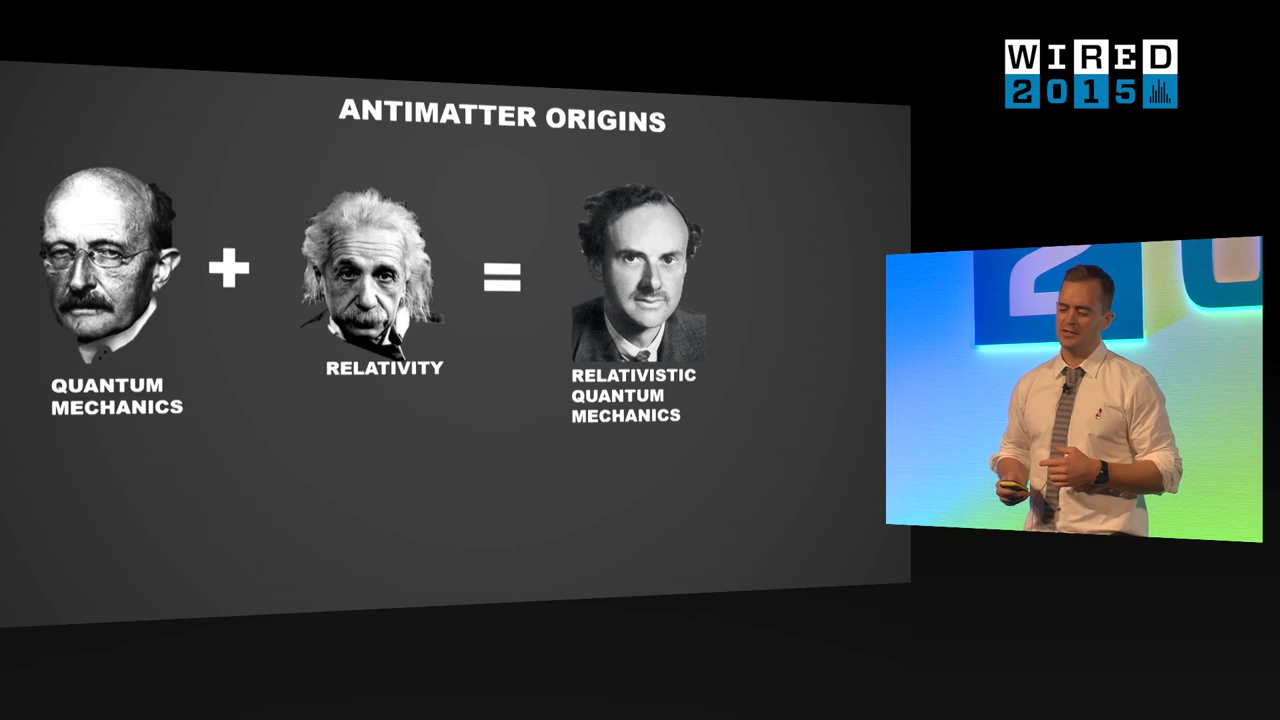 WIRED
2015
ANTIMATTER ORIGINS
QUANTUM
MECHANICS
+
RELATIVITY
=
RELATIVISTIC
QUANTUM
MECHANICS